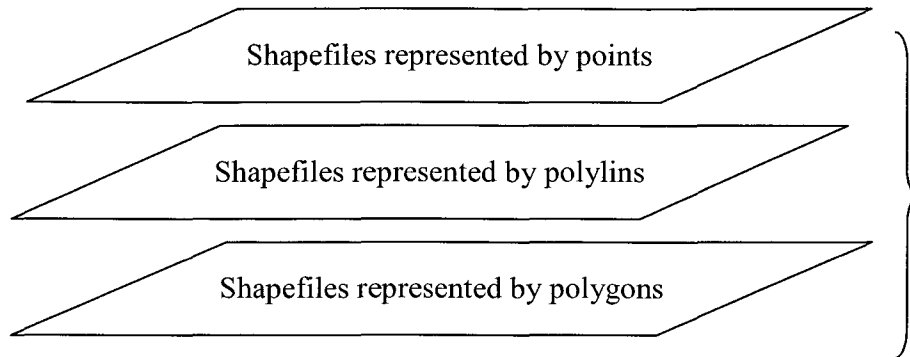 Shapefiles represented by points
Shapefiles represented by polylins
Shapefiles represented by polygons